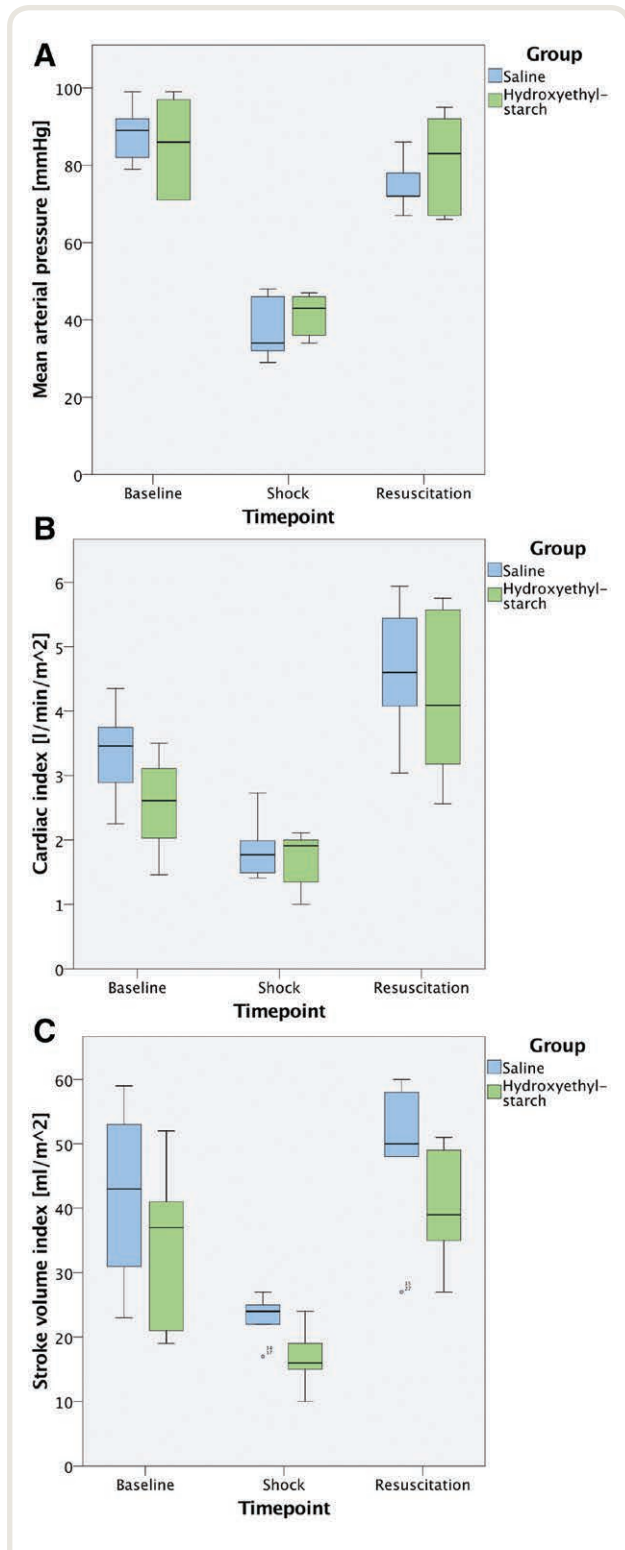 A
Group
Saline
Hydroxyethyl-
starch
Mean arterial pressure [mmHg]
100
80
60
40
20
0
Baseline
Shock
Resuscitation
Timepoint
B
Group
Saline
Hydroxyethyl-
starch
Cardiac index [l/min/m^2]
6
5
4
3
2
1
0
Baseline
Shock
Resuscitation
Timepoint
C
Group
Saline
Hydroxyethyl-
starch
Stroke volume index [ml/m^2]
60
50
40
30
20
10
0
Baseline
Shock
Resuscitation
Timepoint